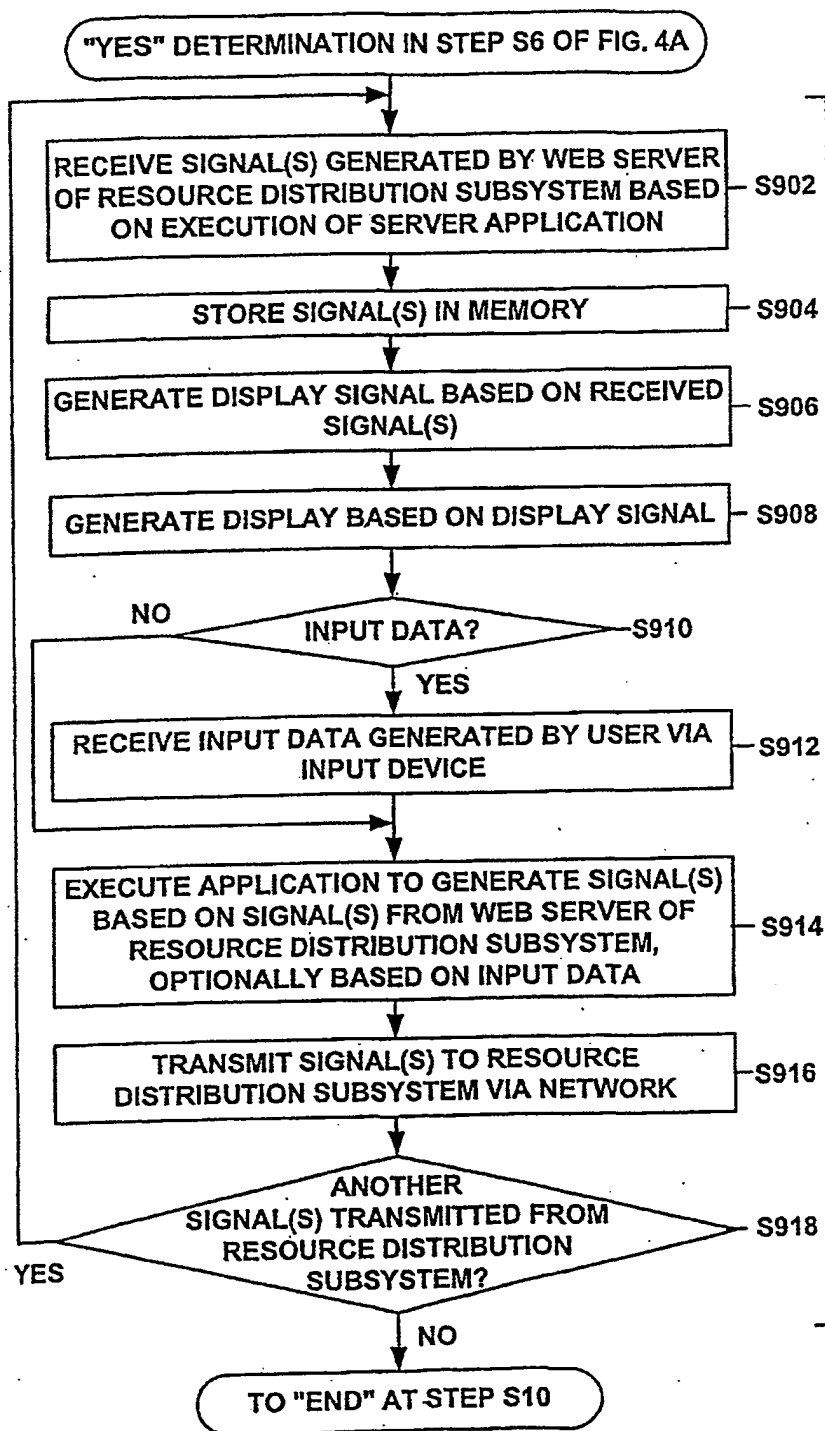 "YES" DETERMINATION IN STEP S6 OF FIG. 4A
RECEIVE SIGNAL(S) GENERATED BY WEB SERVER
OF RESOURCE DISTRIBUTION SUBSYSTEM BASED
ON EXECUTION OF SERVER APPLICATION
S902
STORE SIGNAL(S) IN MEMORY
S904
GENERATE DISPLAY SIGNAL BASED ON RECEIVED
SIGNAL(S)
S906
GENERATE DISPLAY BASED ON DISPLAY SIGNAL
S908
NO
INPUT DATA?
S910
YES
RECEIVE INPUT DATA GENERATED BY USER VIA
INPUT DEVICE
S912
EXECUTE APPLICATION TO GENERATE SIGNAL(S)
BASED ON SIGNAL(S) FROM WEB SERVER OF
RESOURCE DISTRIBUTION SUBSYSTEM,
OPTIONALLY BASED ON INPUT DATA
S914
TRANSMIT SIGNAL(S) TO RESOURCE
DISTRIBUTION SUBSYSTEM VIA NETWORK
S916
ANOTHER
SIGNAL(S) TRANSMITTED FROM
RESOURCE DISTRIBUTION
SUBSYSTEM?
S918
YES
NO
TO "END" AT STEP S10